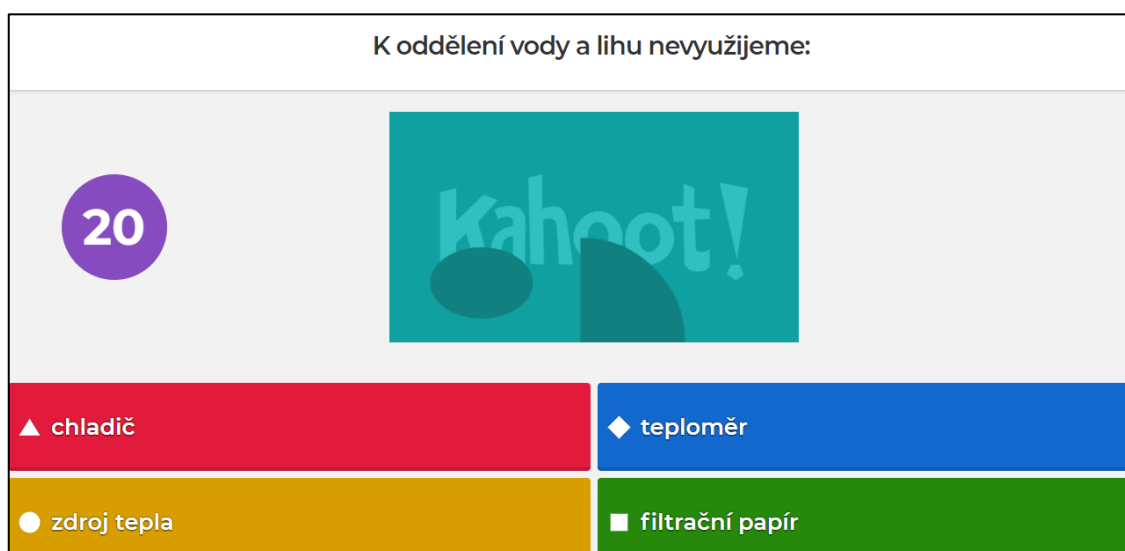 K oddělení vody a lihu nevyužijeme:
20
Kahoot!
chladič
teploměr
zdroj tepla
filtrační papír